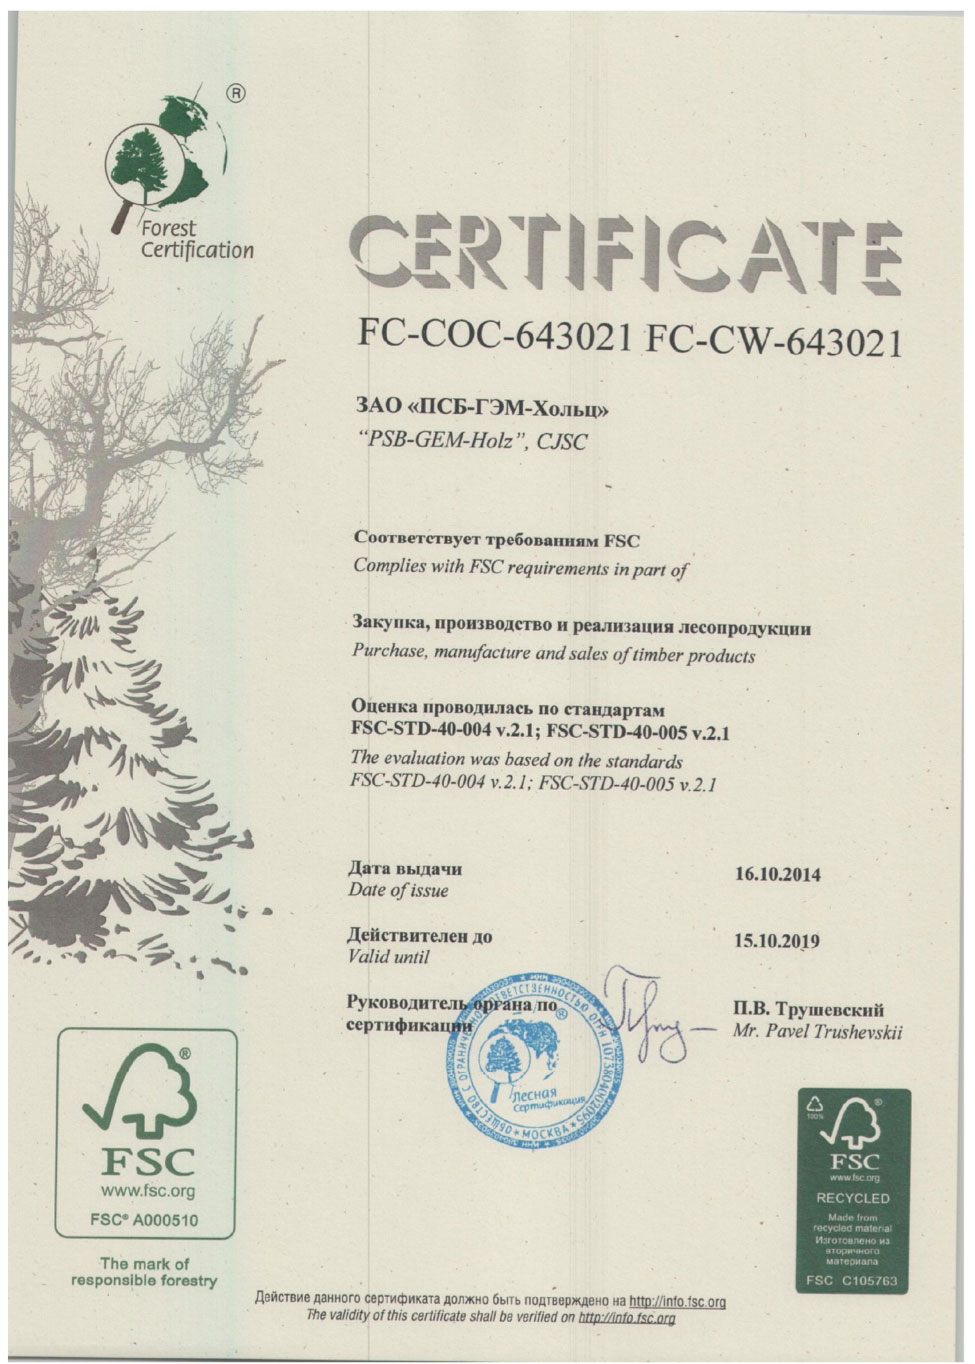 ®
Forest
Certification
CERTIFICATE
FC-COC-643021 FC-CW-643021
ЗАО «ПСБ-ГЭМ-Хольц»
“PSB-GEM-Holz”, CJSC
Соответствует требованиям FSC
Complies with FSC requirements in part of
Закупка, производство и реализация лесопродукции
Purchase, manufacture and sales of timber products
Оценка проводилась по стандартам
FSC-STD-40-004 v.2.1; FSC-STD-40-005 v.2.1
The evaluation was based on the standards
FSC-STD-40-004 v.2.1; FSC-STD-40-005 v.2.1
Дата выдачи 16.10.2014
Date of issue
Действителен до 15.10.2019
Valid until
Руководитель органа по П.В. Трушевский
сертификации Mr. Pavel Trushevskii
ОБЩЕСТВО С ОГРАНИЧЕННОЙ ОТВЕТСТВЕННОСТЬЮ
МОСКВА
®
Лесная
Сертификация
®
FSC
www.fsc.org
FSC® A000510
The mark of
responsible forestry
100%
®
FSC
www.fsc.org
RECYCLED
Made from
recycled material
Изготовлено из
вторичного
материала
FSC C105763
Действие данного сертификата должно быть подтверждено на http://info.fsc.org
The validity of this certificate shall be verified on http://info.fsc.org